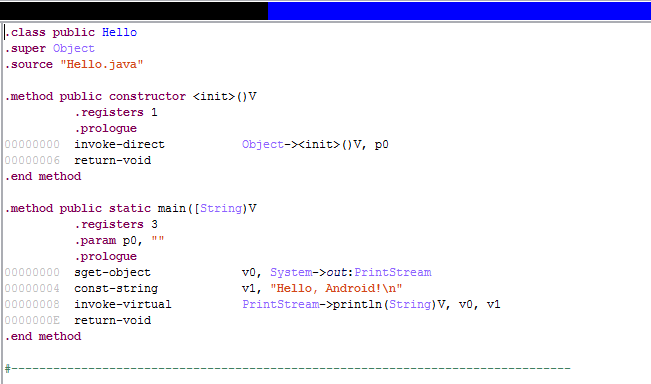 .class public Hello
.super Object
.source "Hello.java"
.method public constructor <init>()V
.registers 1
.prologue
00000000 invoke-direct Object-><init>()V, p0
00000006 return-void
.end method
.method public static main([String)V
.registers 3
.param p0, ""
.prologue
00000000 sget-object v0, System->out:PrintStream
00000004 const-string v1, "Hello, Android!\n"
00000008 invoke-virtual PrintStream->println(String)V, v0, v1
0000000E return-void
.end method
#--------------------------------------------------------------------------------